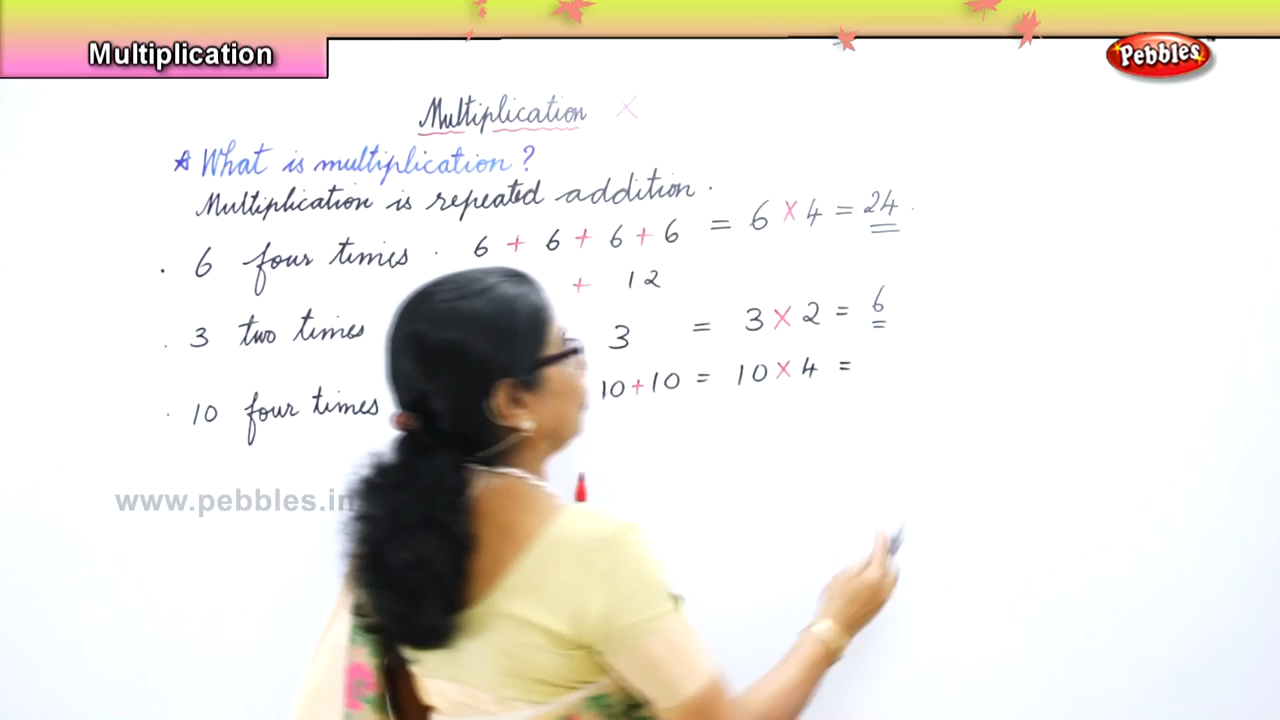 Multiplication
Pebbles
Multiplication ×
* What is multiplication?
Multiplication is repeated addition.
. 6 four times . 6 + 6 + 6 + 6 = 6 × 4 = 24
+ 12
. 3 two times 3 = 3 × 2 = 6
. 10 four times 10 + 10 = 10 × 4 =
www.pebbles.in